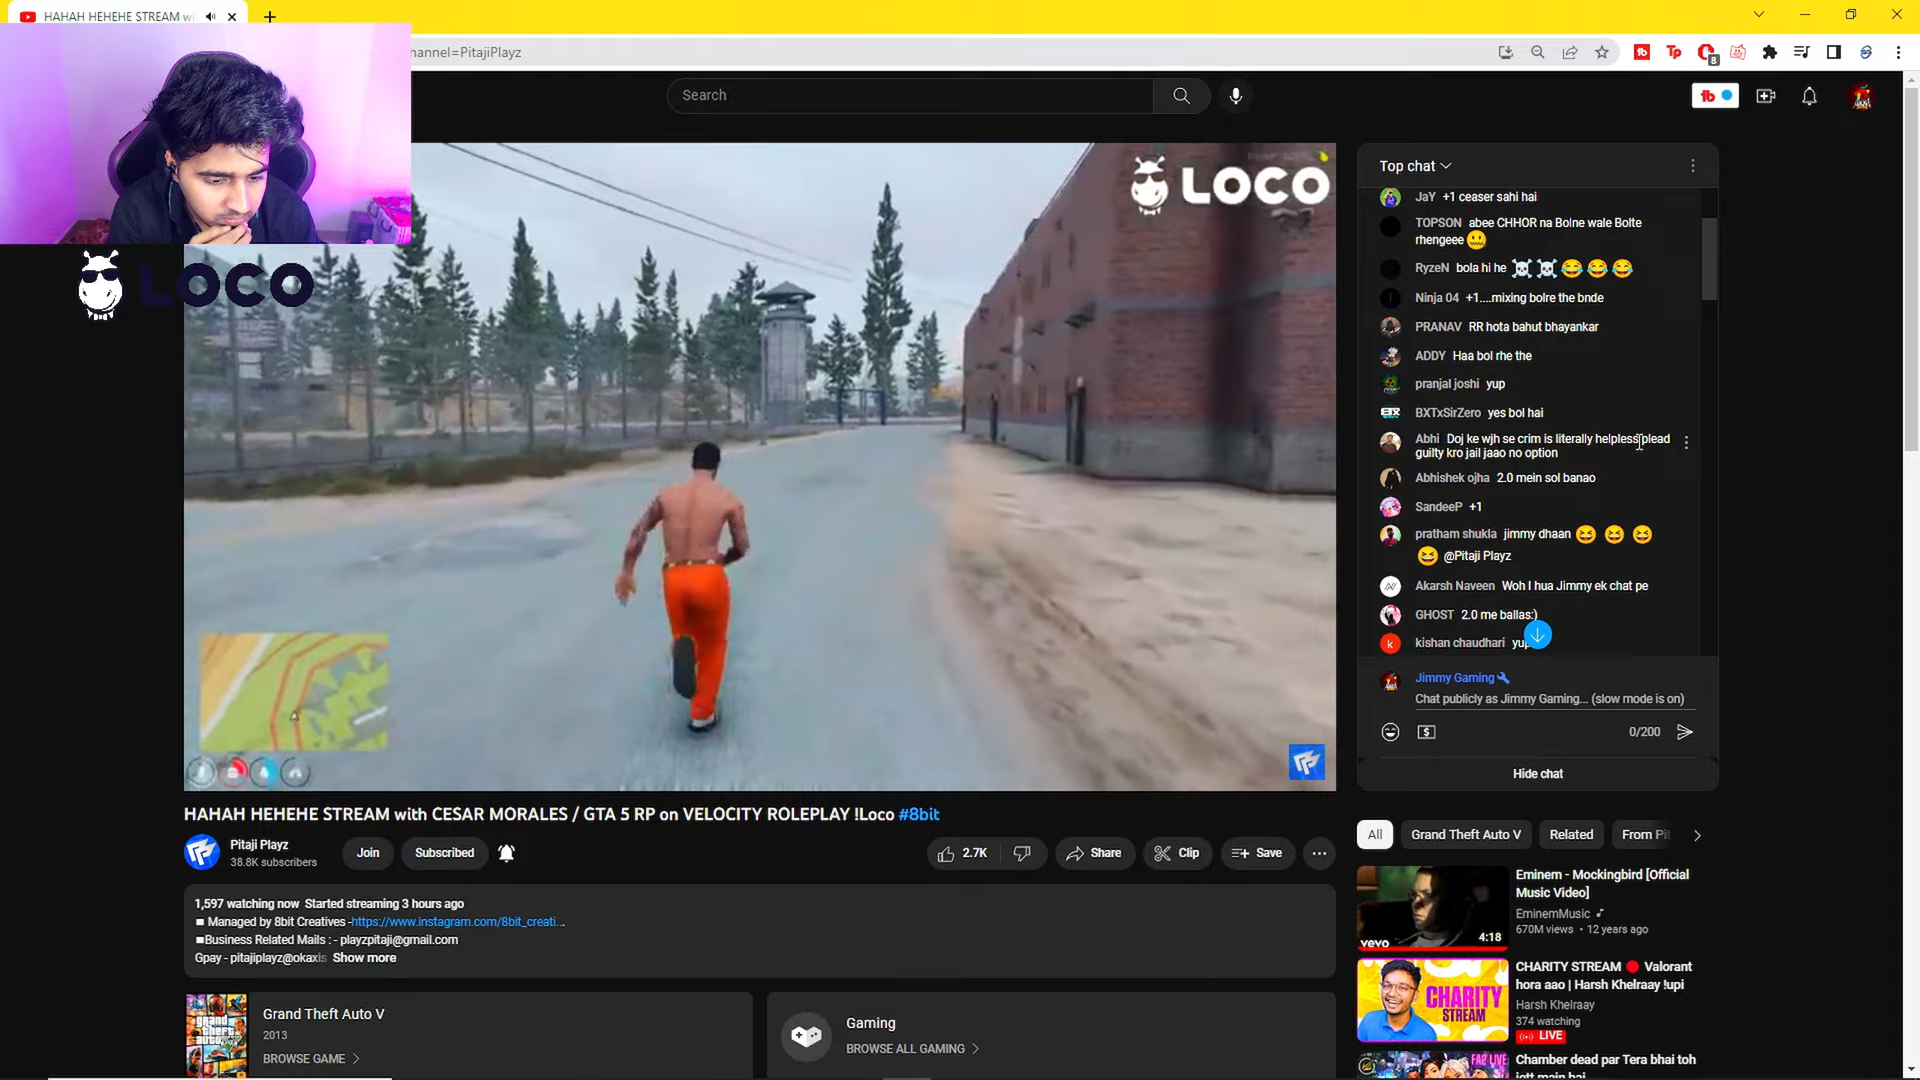 HAHAH HEHEHE STREAM wi
hannel=PitajiPlayz
8
Search
LOCO
LOCO
Top chat
JaY +1 ceaser sahi hai
TOPSON abee CHHOR na Bolne wale Bolte
rhengeee
RyzeN bola hi he
Ninja 04 +1....mixing bolre the bnde
PRANAV RR hota bahut bhayankar
ADDY Haa bol rhe the
pranjal joshi yup
BXTxSirZero yes bol hai
Abhi Doj ke wjh se crim is literally helpless plead
guilty kro jail jaao no option
Abhishek ojha 2.0 mein sol banao
SandeeP +1
pratham shukla jimmy dhaan
@Pitaji Playz
Akarsh Naveen Woh I hua Jimmy ek chat pe
GHOST 2.0 me ballas:)
k kishan chaudhari yup
Jimmy Gaming
Chat publicly as Jimmy Gaming... (slow mode is on)
0/200
Hide chat
HAHAH HEHEHE STREAM with CESAR MORALES / GTA 5 RP on VELOCITY ROLEPLAY !Loco #8bit
Pitaji Playz
38.8K subscribers
Join
Subscribed
2.7K
Share
Clip
Save
1,597 watching now Started streaming 3 hours ago
■ Managed by 8bit Creatives -https://www.instagram.com/8bit_creati...
■Business Related Mails : - playzpitaji@gmail.com
Gpay - pitajiplayz@okaxis Show more
Grand Theft Auto V
2013
BROWSE GAME
Gaming
BROWSE ALL GAMING
All
Grand Theft Auto V
Related
From Pit
Eminem - Mockingbird [Official
Music Video]
EminemMusic
670M views • 12 years ago
vevo
4:18
CHARITY STREAM 🔴 Valorant
hora aao | Harsh Khelraay !upi
Harsh Khelraay
374 watching
LIVE
CHARITY
STREAM
Chamber dead par Tera bhai toh
jott main hai